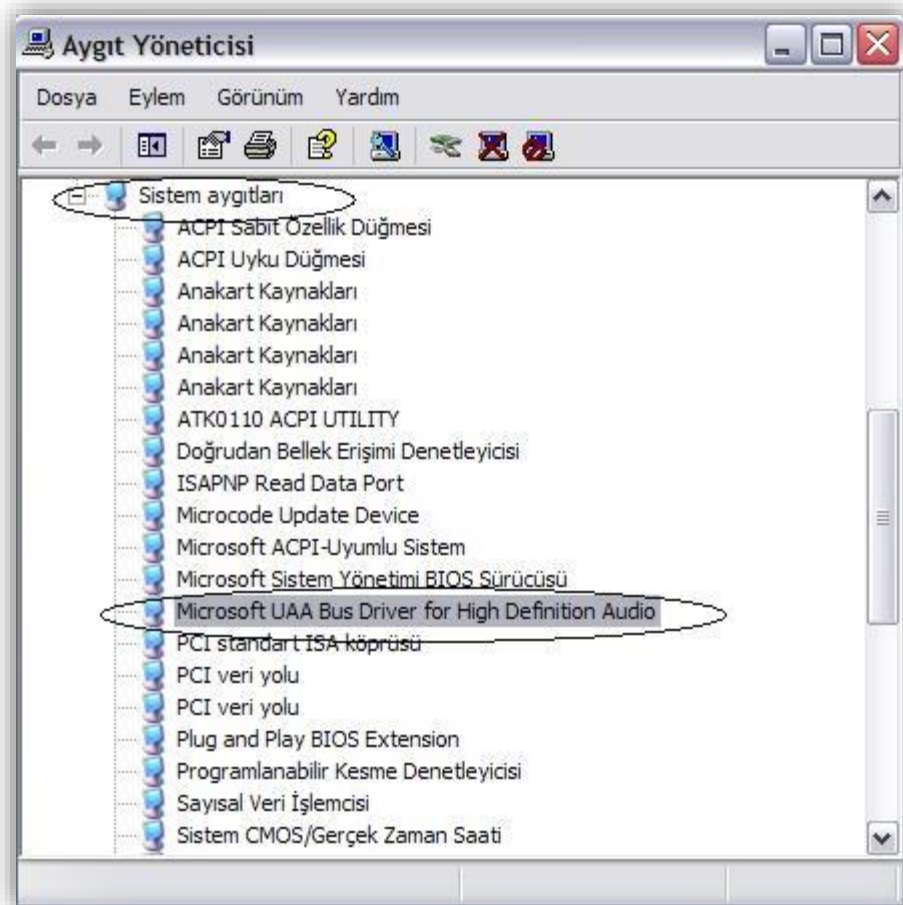 Aygıt Yöneticisi
Dosya Eylem Görünüm Yardım
Sistem aygıtları
ACPI Sabit Özellik Düğmesi
ACPI Uyku Düğmesi
Anakart Kaynakları
Anakart Kaynakları
Anakart Kaynakları
Anakart Kaynakları
ATK0110 ACPI UTILITY
Doğrudan Bellek Erişimi Denetleyicisi
ISAPNP Read Data Port
Microcode Update Device
Microsoft ACPI-Uyumlu Sistem
Microsoft Sistem Yönetimi BIOS Sürücüsü
Microsoft UAA Bus Driver for High Definition Audio
PCI standart ISA köprüsü
PCI veri yolu
PCI veri yolu
Plug and Play BIOS Extension
Programlanabilir Kesme Denetleyicisi
Sayısal Veri İşlemcisi
Sistem CMOS/Gerçek Zaman Saati